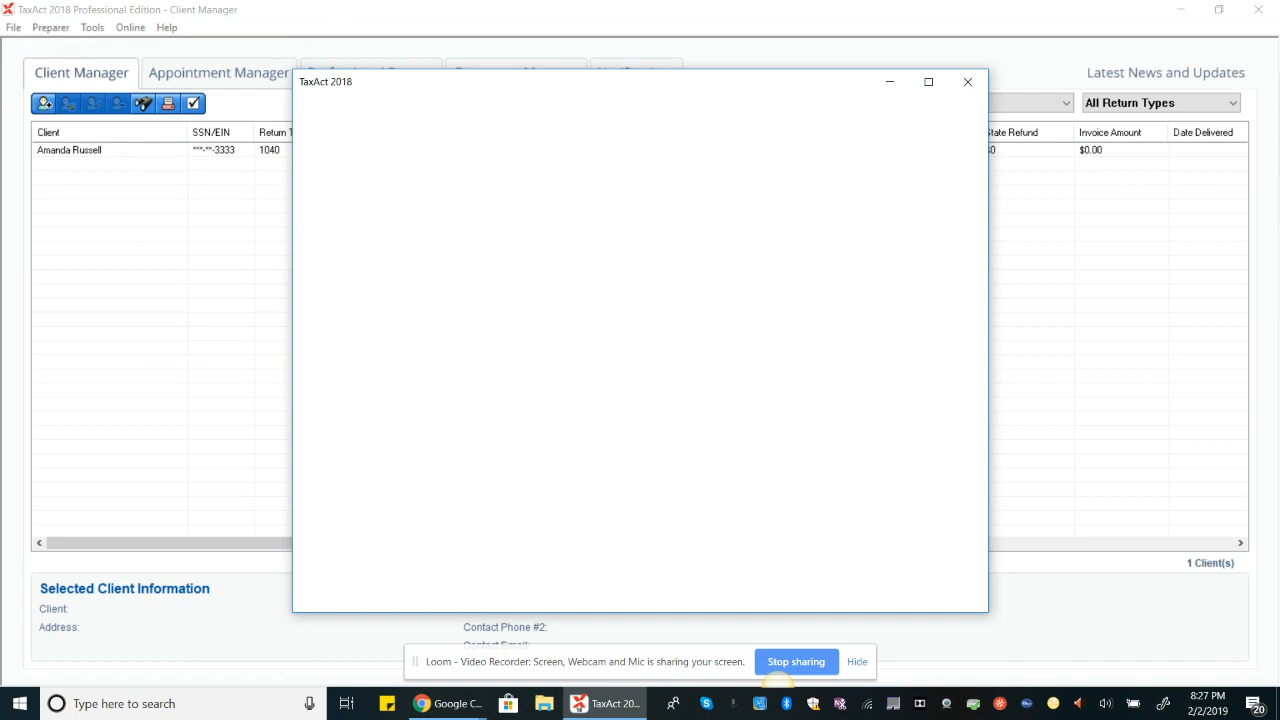 TaxAct 2018 Professional Edition - Client Manager
File Preparer Tools Online Help
Client Manager Appointment Manager Latest News and Updates
TaxAct 2018
All Return Types
Client SSN/EIN Return State Refund Invoice Amount Date Delivered
Amanda Russell ***-**-3333 1040 $0.00
1 Client(s)
Selected Client Information
Client:
Address: Contact Phone #2:
Contact Email:
Loom - Video Recorder: Screen, Webcam and Mic is sharing your screen. Stop sharing Hide
Type here to search Google C... TaxAct 20... 8:27 PM
2/2/2019 20